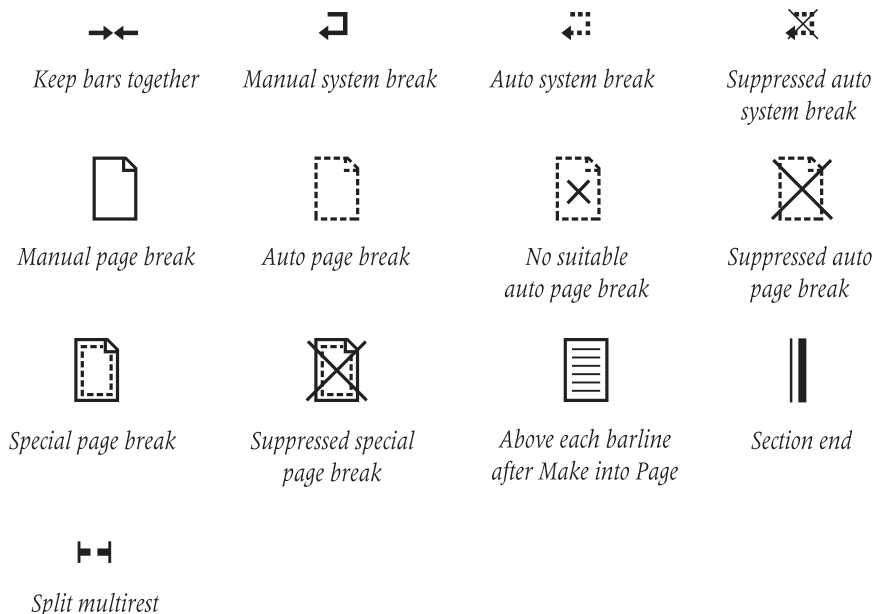 Keep bars together
Manual system break
Auto system break
Suppressed auto
system break
Manual page break
Auto page break
No suitable
auto page break
Suppressed auto
page break
Special page break
Suppressed special
page break
Above each barline
after Make into Page
Section end
Split multirest